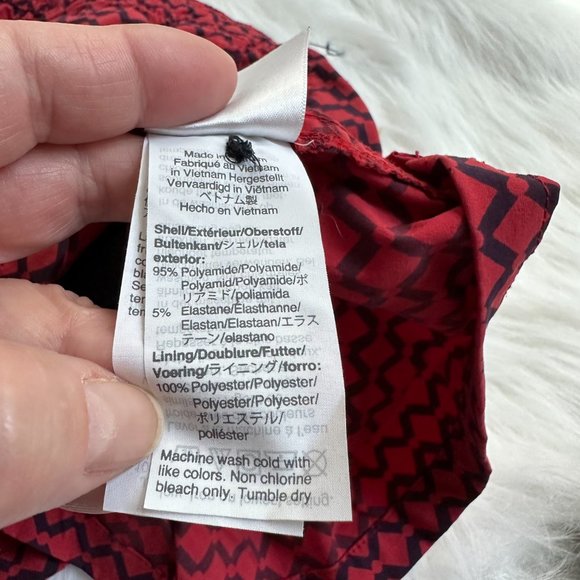 Made in Vietnam
Fabriqué au Vietnam
in Vietnam Hergestellt
Vervaardigd in Viëtnam
ベトナム製
Hecho en Vietnam
Shell/Extérieur/Oberstoff/
Buitenkant/シェル/tela
exterior:
95% Polyamide/Polyamide/
Polyamid/Polyamide/ポ
リアミド/poliamida
5% Elastane/Élasthanne/
Elastan/Elastaan/エラス
テーン/elastano
Lining/Doublure/Futter/
Voering/ライニング/forro:
100% Polyester/Polyester/
Polyester/Polyester/
ポリエステル/
poliéster
Machine wash cold with
like colors. Non chlorine
bleach only. Tumble dry